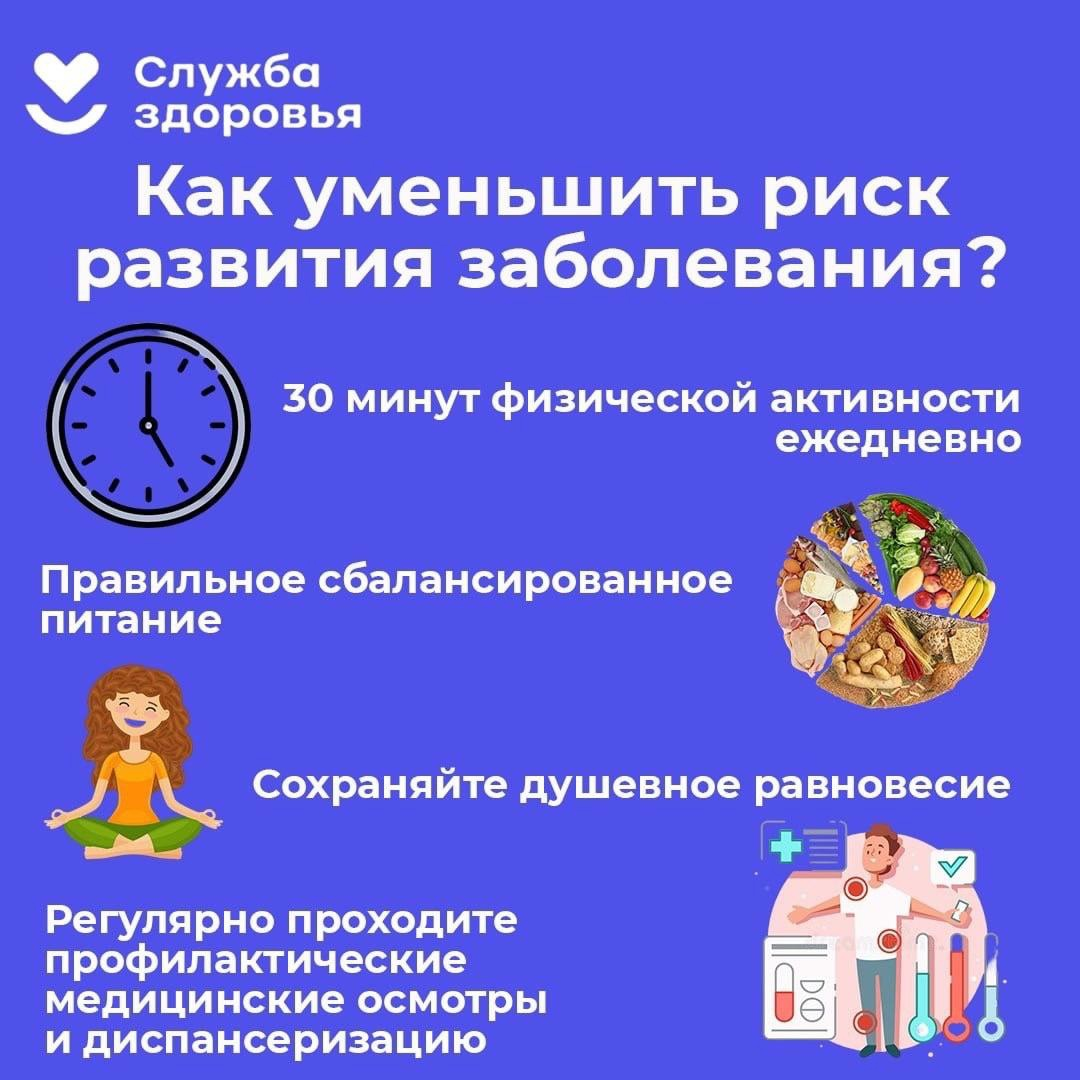 Служба
здоровья
Как уменьшить риск
развития заболевания?
30 минут физической активности
ежедневно
Правильное сбалансированное
питание
Сохраняйте душевное равновесие
Регулярно проходите
профилактические
медицинские осмотры
и диспансеризацию